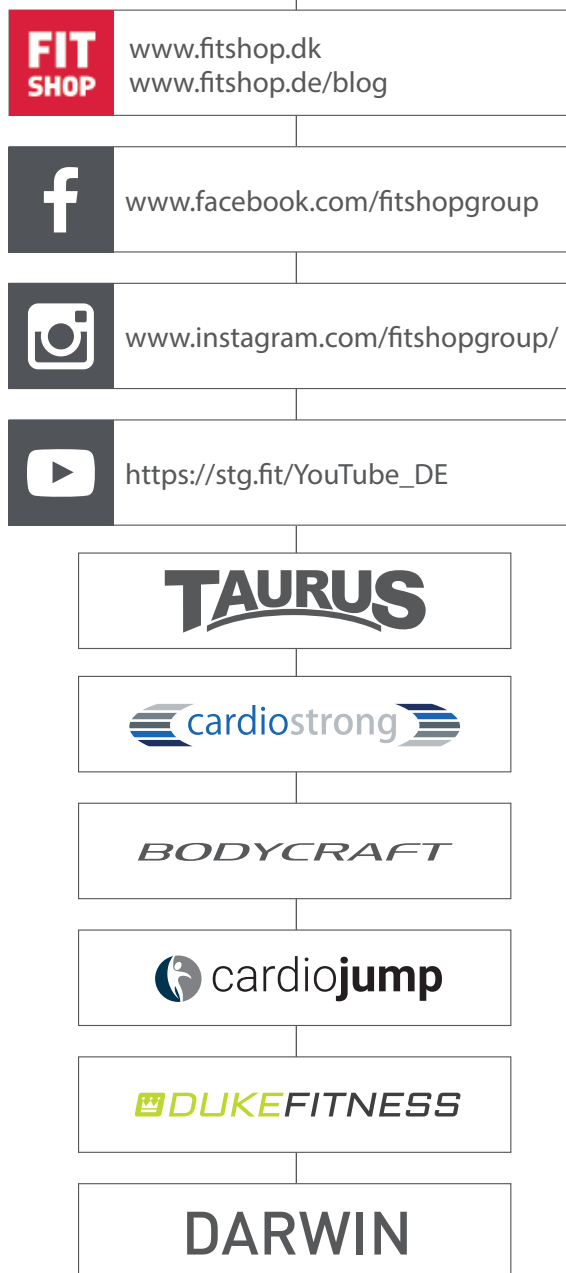 FIT
SHOP
www.fitshop.dk
www.fitshop.de/blog
www.facebook.com/fitshopgroup
www.instagram.com/fitshopgroup/
https://stg.fit/YouTube_DE
TAURUS
cardiostrong
BODYCRAFT
cardiojump
DUKEFITNESS
DARWIN